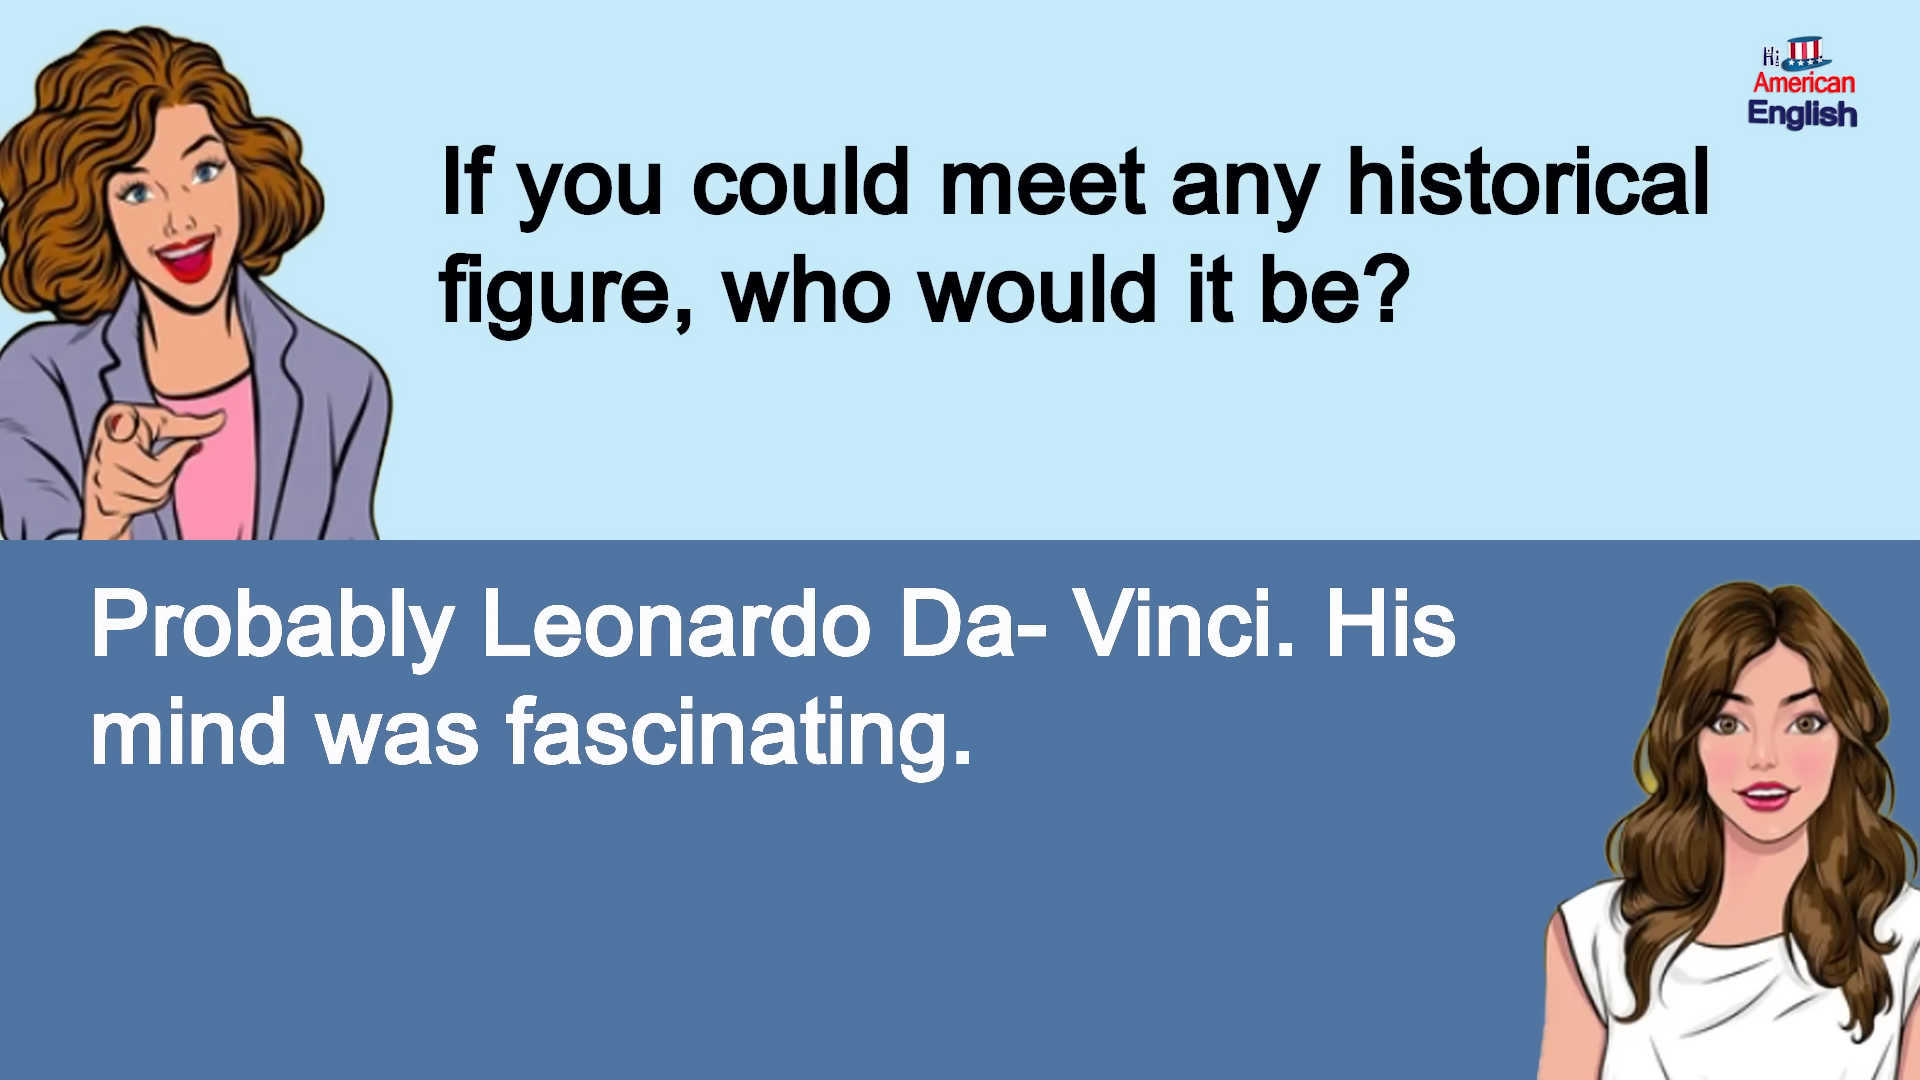 Hi
American
English
If you could meet any historical
figure, who would it be?
Probably Leonardo Da- Vinci. His
mind was fascinating.